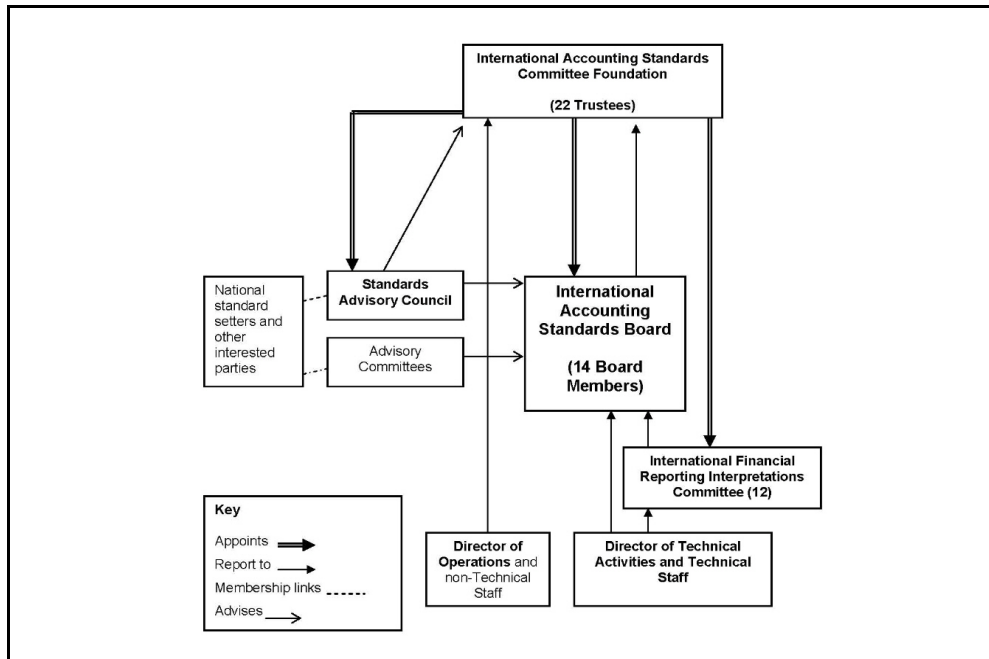 International Accounting Standards
Committee Foundation
(22 Trustees)
National
standard
setters and
other
interested
parties
Standards
Advisory Council
Advisory
Committees
International
Accounting
Standards Board
(14 Board
Members)
International Financial
Reporting Interpretations
Committee (12)
Key
Appoints
Report to
Membership links
Advises
Director of
Operations and
non-Technical
Staff
Director of Technical
Activities and Technical
Staff